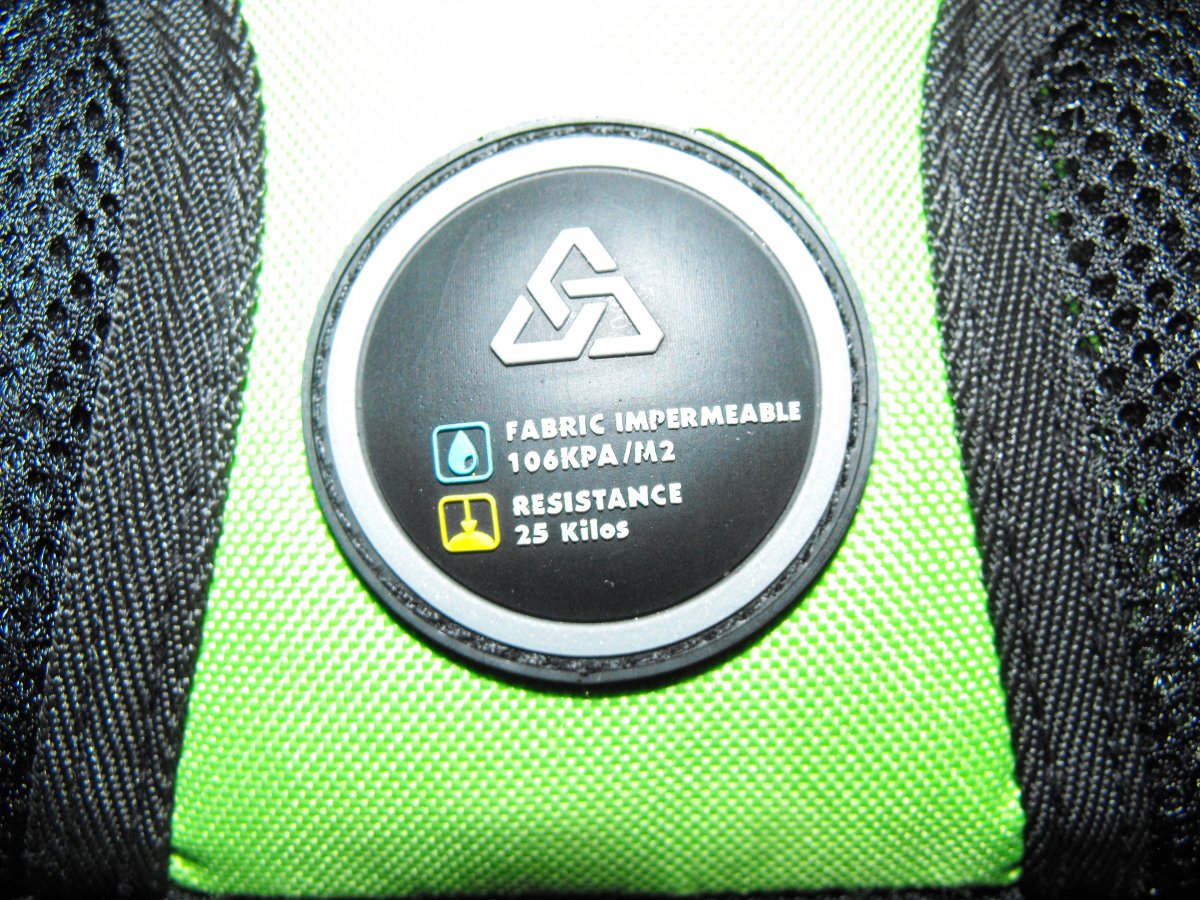 FABRIC IMPERMEABLE
106KPA/M2
RESISTANCE
25 Kilos